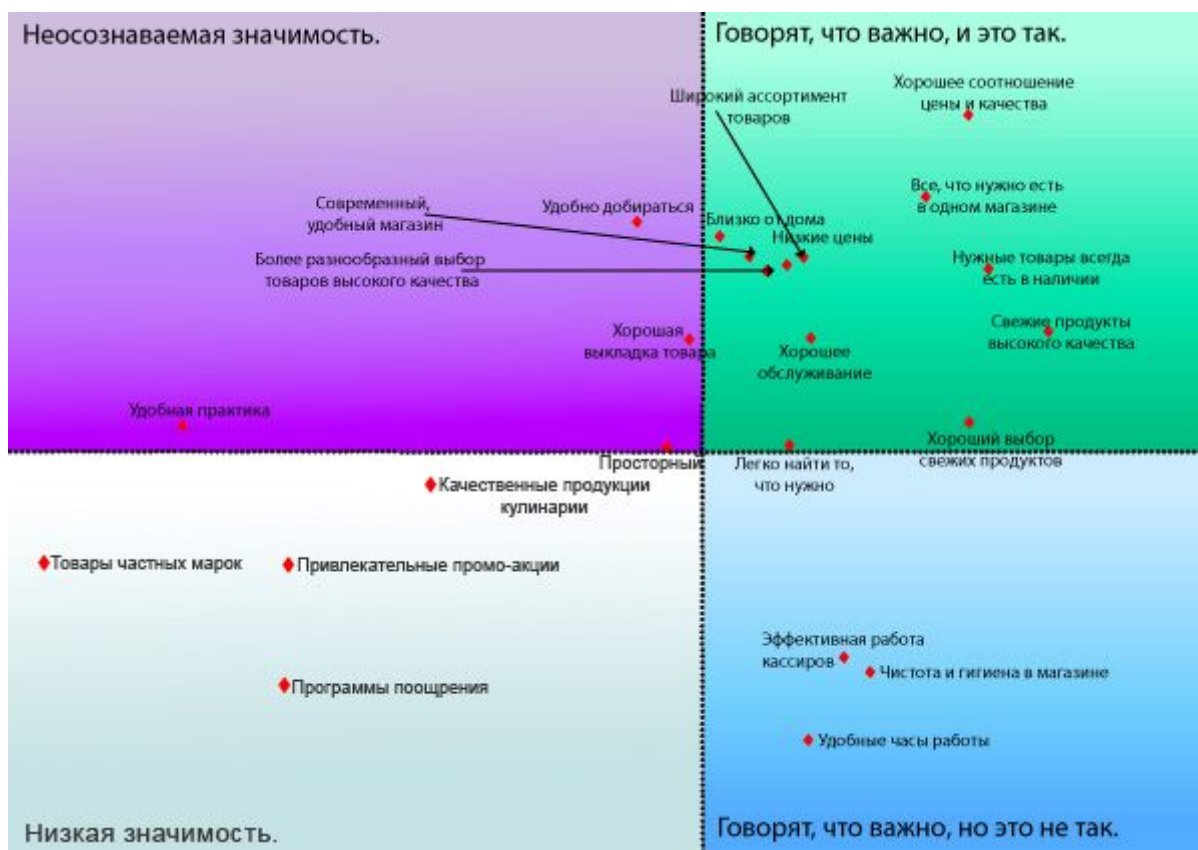 Неосознаваемая значимость.
Говорят, что важно, и это так.
Хорошее соотношение
цены и качества
Широкий ассортимент
товаров
Современный,
удобный магазин
Удобно добираться
Близко от дома
Низкие цены
Все, что нужно есть
в одном магазине
Более разнообразный выбор
товаров высокого качества
Нужные товары всегда
есть в наличии
Хорошая
выкладка товара
Хорошее
обслуживание
Свежие продукты
высокого качества
Удобная практика
Просторный
Легко найти то,
что нужно
Хороший выбор
свежих продуктов
Качественные продукции
кулинарии
Товары частных марок
Привлекательные промо-акции
Программы поощрения
Эффективная работа
кассиров
Чистота и гигиена в магазине
Удобные часы работы
Низкая значимость.
Говорят, что важно, но это не так.